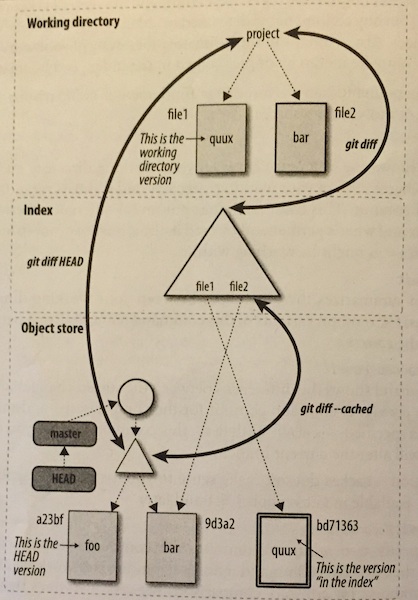 Working directory
project
file1
file2
This is the
working
directory
version
quux
bar
git diff
Index
git diff HEAD
file1 file2
Object store
git diff --cached
master
HEAD
a23bf
This is the
HEAD
version
foo
bar
9d3a2
quux
bd71363
This is the version
"in the index"